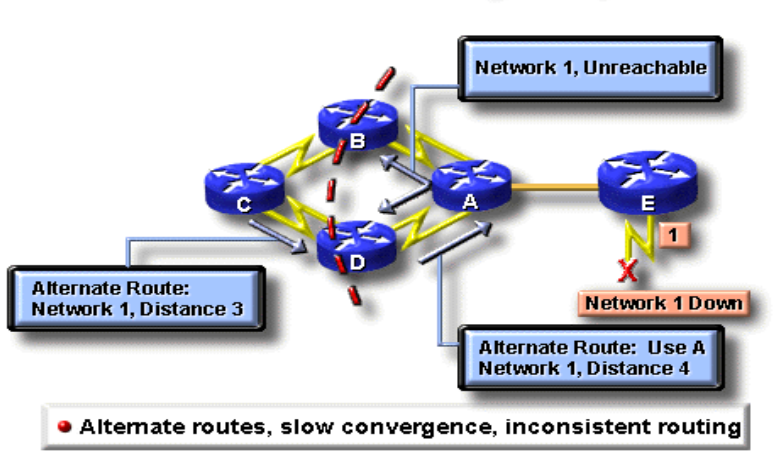 Network 1, Unreachable
B
C
A
E
D
1
Alternate Route:
Network 1, Distance 3
X
Network 1 Down
Alternate Route: Use A
Network 1, Distance 4
Alternate routes, slow convergence, inconsistent routing